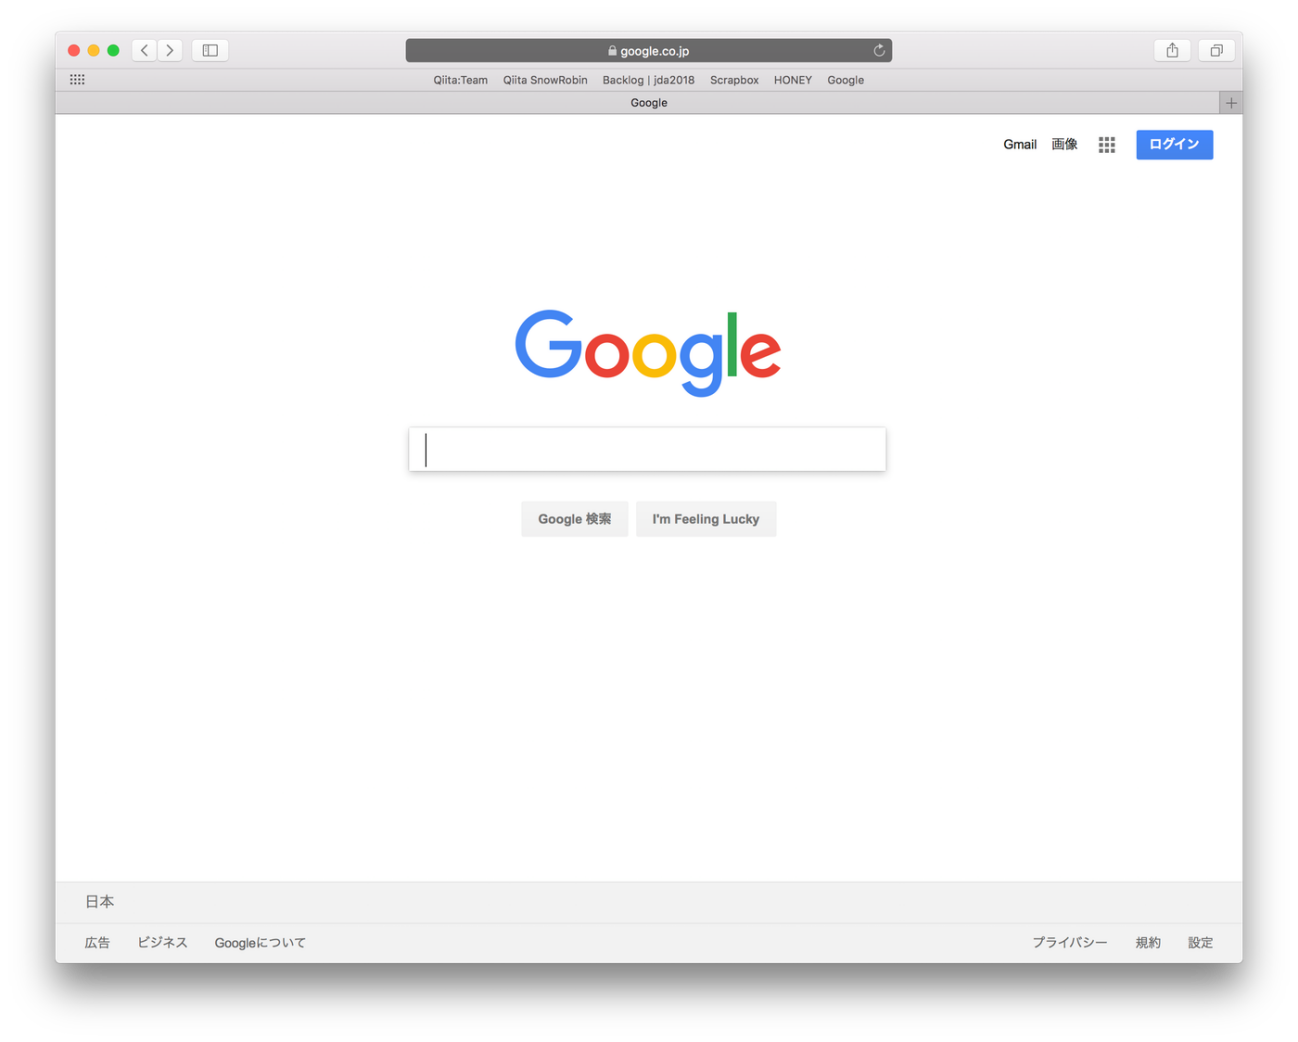 google.co.jp
Qiita:Team Qiita SnowRobin Backlog | jda2018 Scrapbox HONEY Google
Google
Gmail 画像 ログイン
Google
Google 検索 I'm Feeling Lucky
日本
広告 ビジネス Googleについて プライバシー 規約 設定